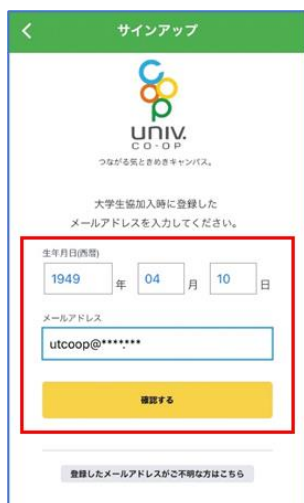 サインアップ
UNIV.
CO-OP
つながる元気、ときめきキャンパス。
大学生協加入時に登録した
メールアドレスを入力してください。
生年月日(西暦)
1949 年 04 月 10 日
メールアドレス
utcoop@****.***
確認する
登録したメールアドレスがご不明な方はこちら